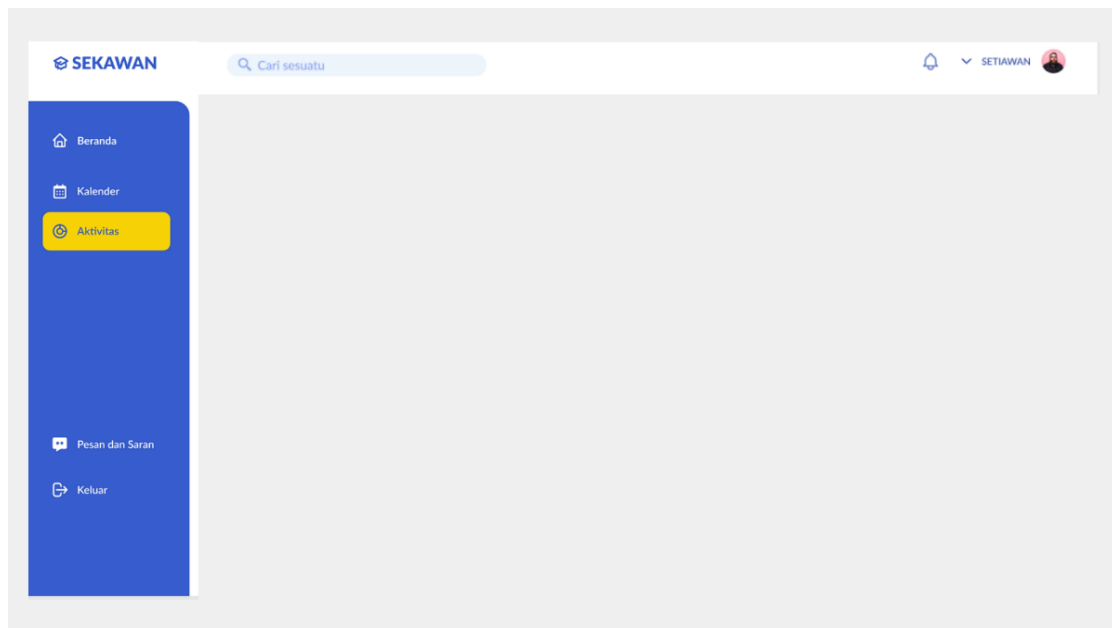 SEKAWAN
Cari sesuatu
SETIAWAN
Beranda
Kalender
Aktivitas
Pesan dan Saran
Keluar